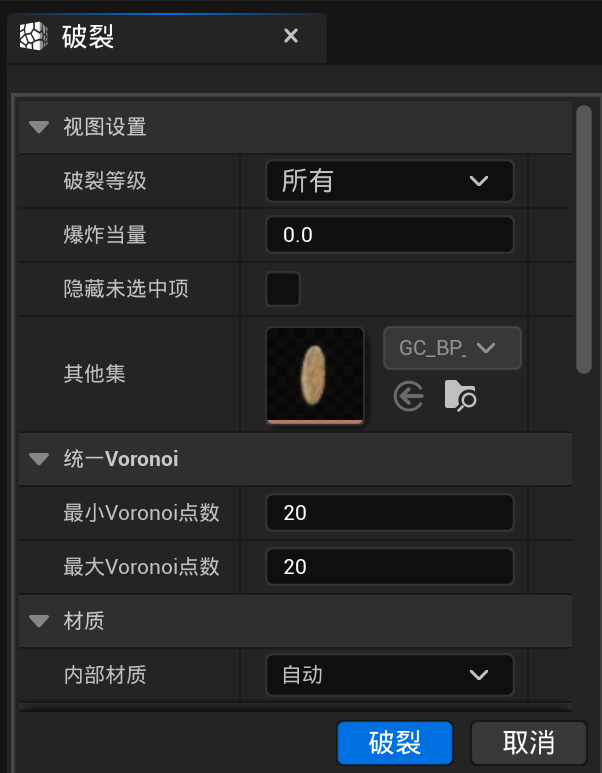 破裂
视图设置
破裂等级 所有
爆炸当量 0.0
隐藏未选中项
其他集 GC_BP_
统一Voronoi
最小Voronoi点数 20
最大Voronoi点数 20
材质
内部材质 自动
破裂 取消